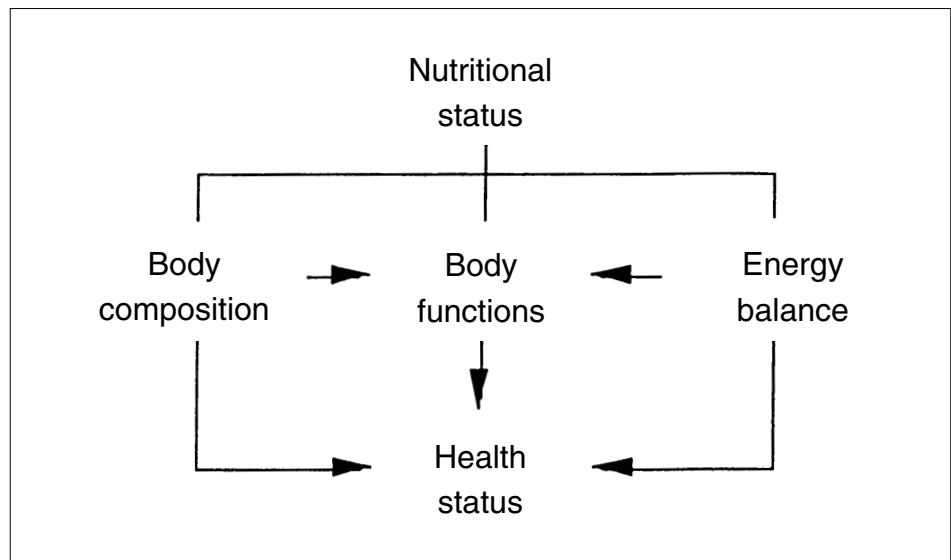 Nutritional
status
Body
composition
Body
functions
Energy
balance
Health
status